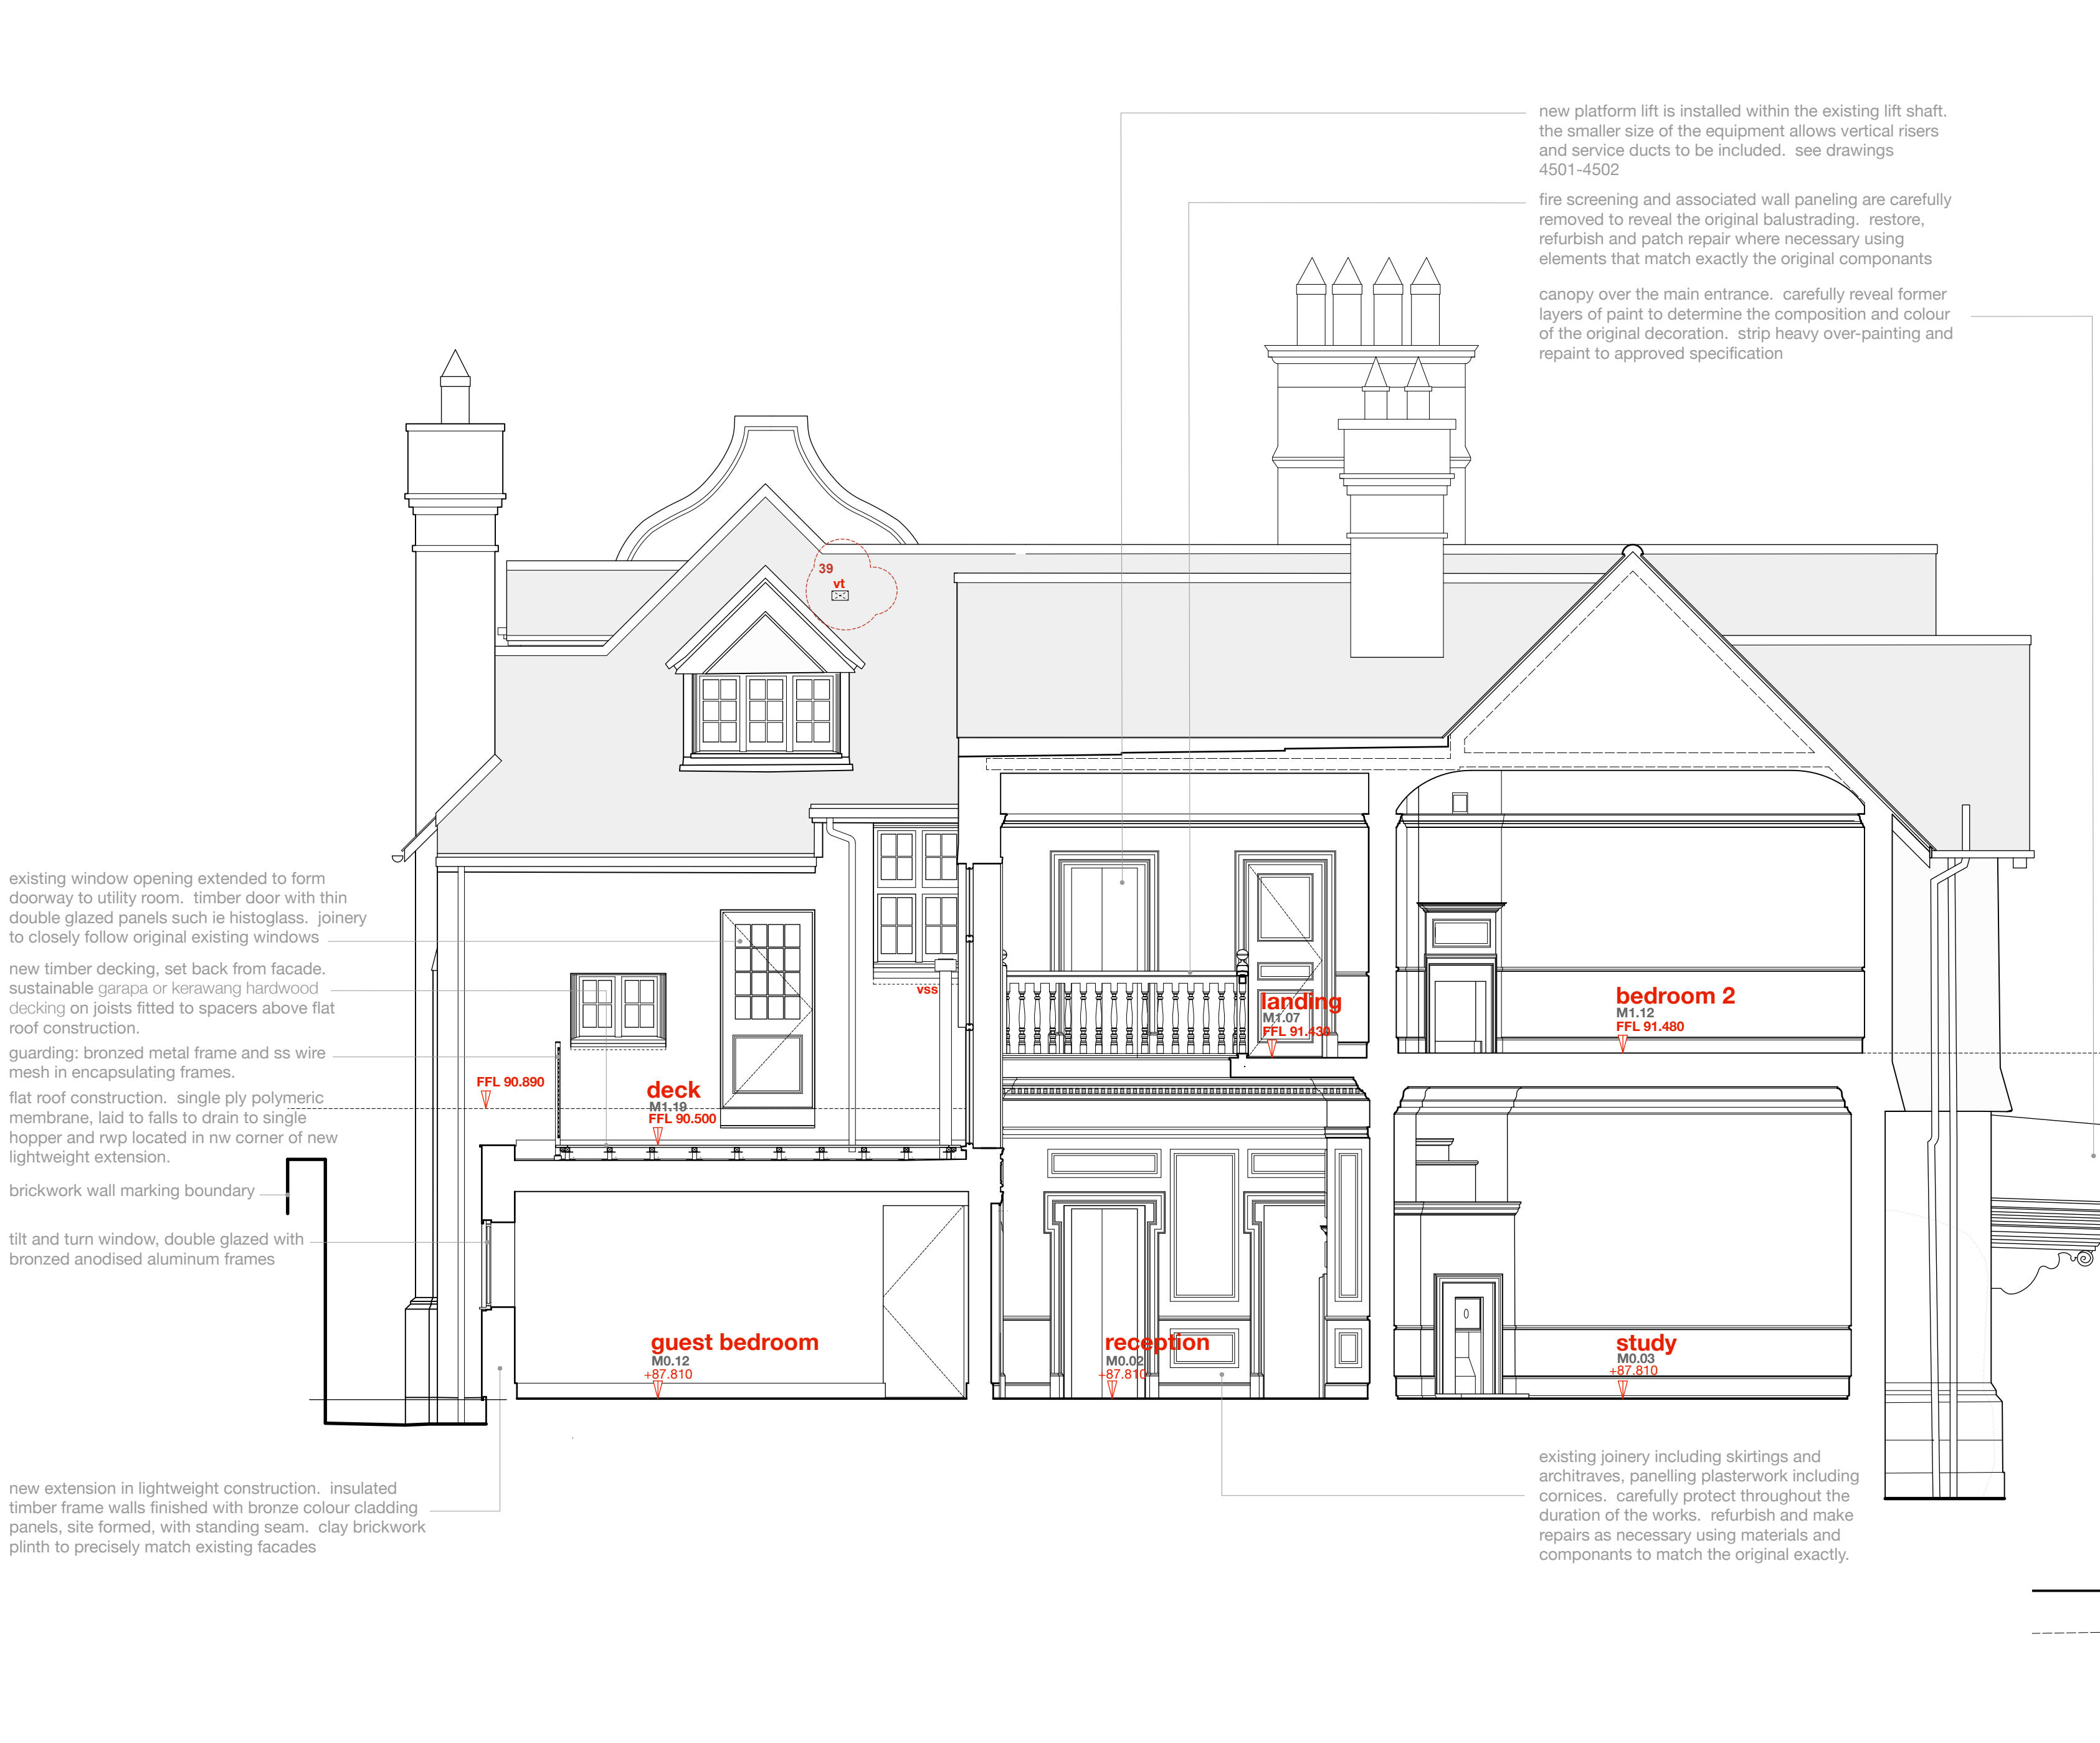 new platform lift is installed within the existing lift shaft.
the smaller size of the equipment allows vertical risers
and service ducts to be included.  see drawings
4501-4502
fire screening and associated wall paneling are carefully
removed to reveal the original balustrading.  restore,
refurbish and patch repair where necessary using
elements that match exactly the original componants
canopy over the main entrance.  carefully reveal former
layers of paint to determine the composition and colour
of the original decoration.  strip heavy over-painting and
repaint to approved specification
39
vt
existing window opening extended to form
doorway to utility room.  timber door with thin
double glazed panels such ie histoglass.  joinery
to closely follow original existing windows
new timber decking, set back from facade.
sustainable garapa or kerawang hardwood
decking on joists fitted to spacers above flat
roof construction.
guarding: bronzed metal frame and ss wire
mesh in encapsulating frames.
flat roof construction.  single ply polymeric
membrane, laid to falls to drain to single
hopper and rwp located in nw corner of new
lightweight extension.
brickwork wall marking boundary
tilt and turn window, double glazed with
bronzed anodised aluminum frames
vss
FFL 90.890
deck
M1.19
FFL 90.500
landing
M1.07
FFL 91.430
bedroom 2
M1.12
FFL 91.480
guest bedroom
M0.12
+87.810
reception
M0.02
+87.810
study
M0.03
+87.810
new extension in lightweight construction.  insulated
timber frame walls finished with bronze colour cladding
panels, site formed, with standing seam.  clay brickwork
plinth to precisely match existing facades
existing joinery including skirtings and
architraves, panelling plasterwork including
cornices.  carefully protect throughout the
duration of the works.  refurbish and make
repairs as necessary using materials and
componants to match the original exactly.